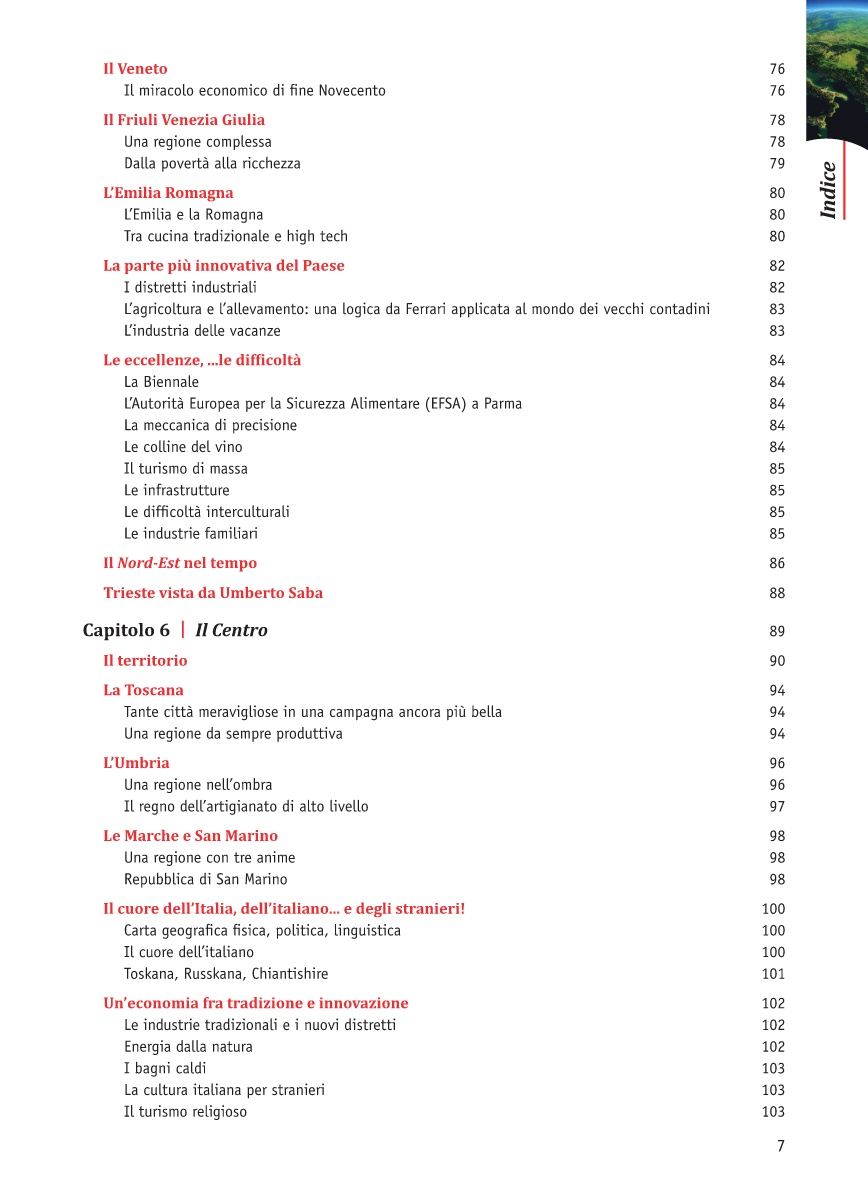 Il Veneto 76
Il miracolo economico di fine Novecento 76
Il Friuli Venezia Giulia 78
Una regione complessa 78
Dalla povertà alla ricchezza 79
L'Emilia Romagna 80
L'Emilia e la Romagna 80
Tra cucina tradizionale e high tech 80
La parte più innovativa del Paese 82
I distretti industriali 82
L'agricoltura e l'allevamento: una logica da Ferrari applicata al mondo dei vecchi contadini 83
L'industria delle vacanze 83
Le eccellenze, ...le difficoltà 84
La Biennale 84
L'Autorità Europea per la Sicurezza Alimentare (EFSA) a Parma 84
La meccanica di precisione 84
Le colline del vino 84
Il turismo di massa 85
Le infrastrutture 85
Le difficoltà interculturali 85
Le industrie familiari 85
Il Nord-Est nel tempo 86
Trieste vista da Umberto Saba 88
Capitolo 6 | Il Centro 89
Il territorio 90
La Toscana 94
Tante città meravigliose in una campagna ancora più bella 94
Una regione da sempre produttiva 94
L'Umbria 96
Una regione nell'ombra 96
Il regno dell'artigianato di alto livello 97
Le Marche e San Marino 98
Una regione con tre anime 98
Repubblica di San Marino 98
Il cuore dell'Italia, dell'italiano... e degli stranieri! 100
Carta geografica fisica, politica, linguistica 100
Il cuore dell'italiano 100
Toskana, Russkana, Chiantishire 101
Un'economia fra tradizione e innovazione 102
Le industrie tradizionali e i nuovi distretti 102
Energia dalla natura 102
I bagni caldi 103
La cultura italiana per stranieri 103
Il turismo religioso 103
Indice
7